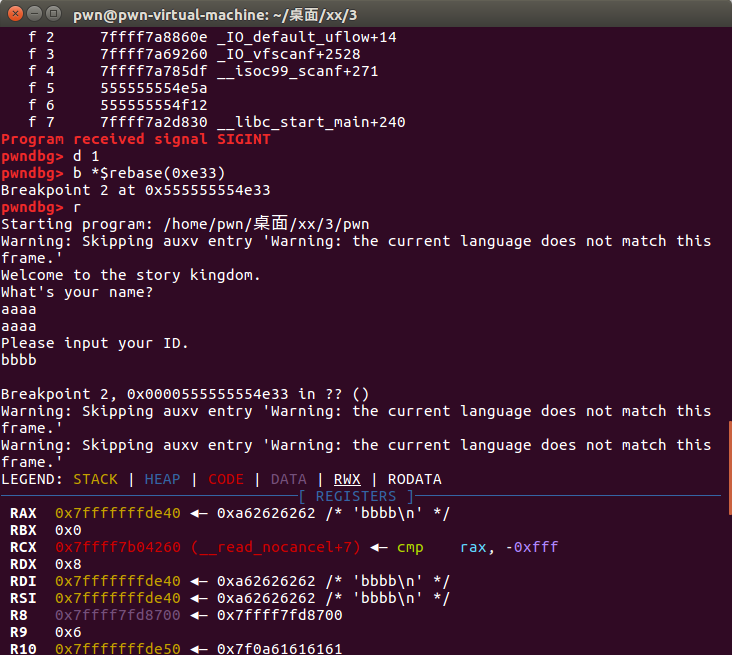 pwn@pwn-virtual-machine: ~/桌面/xx/3
f 2     7ffff7a8860e _IO_default_uflow+14
f 3     7ffff7a69260 _IO_vfscanf+2528
f 4     7ffff7a785df __isoc99_scanf+271
f 5     555555554e5a
f 6     555555554f12
f 7     7ffff7a2d830 __libc_start_main+240
Program received signal SIGINT
pwndbg> d 1
pwndbg> b *$rebase(0xe33)
Breakpoint 2 at 0x555555554e33
pwndbg> r
Starting program: /home/pwn/桌面/xx/3/pwn
Warning: Skipping auxv entry 'Warning: the current language does not match this
frame.'
Welcome to the story kingdom.
What's your name?
aaaa
aaaa
Please input your ID.
bbbb
Breakpoint 2, 0x0000555555554e33 in ?? ()
Warning: Skipping auxv entry 'Warning: the current language does not match this
frame.'
Warning: Skipping auxv entry 'Warning: the current language does not match this
frame.'
LEGEND: STACK | HEAP | CODE | DATA | RWX | RODATA
[ REGISTERS ]
RAX  0x7fffffffde40 ◂— 0xa62626262 /* 'bbbb\n' */
RBX  0x0
RCX  0x7ffff7b04260 (__read_nocancel+7) ◂— cmp    rax, -0xfff
RDX  0x8
RDI  0x7fffffffde40 ◂— 0xa62626262 /* 'bbbb\n' */
RSI  0x7fffffffde40 ◂— 0xa62626262 /* 'bbbb\n' */
R8   0x7ffff7fd8700 ◂— 0x7ffff7fd8700
R9   0x6
R10  0x7fffffffde50 ◂— 0x7f0a61616161